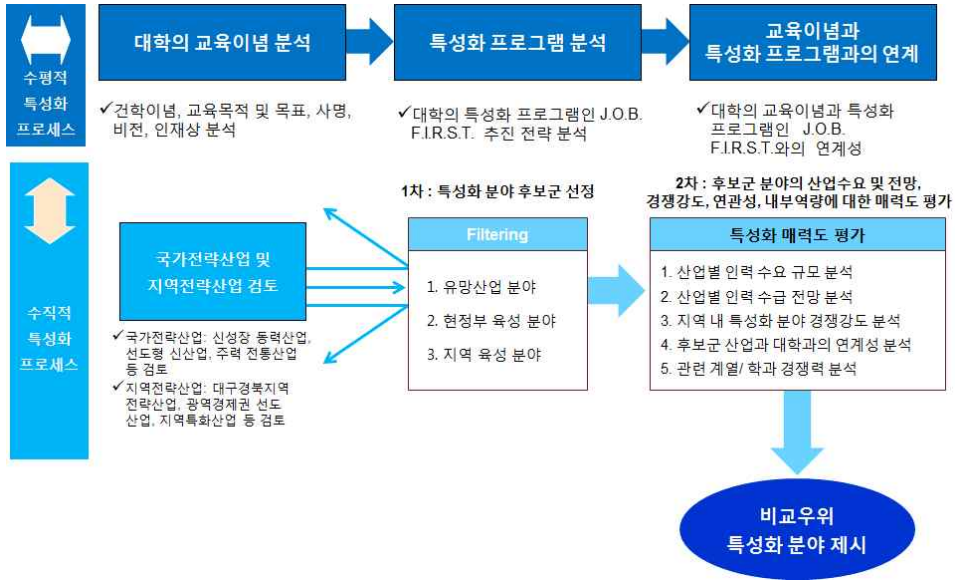 수평적
특성화
프로세스
대학의 교육이념 분석
특성화 프로그램 분석
교육이념과
특성화 프로그램과의 연계
✓건학이념, 교육목적 및 목표, 사명,
비전, 인재상 분석
✓대학의 특성화 프로그램인 J.O.B.
F.I.R.S.T. 추진 전략 분석
✓대학의 교육이념과 특성화
프로그램인 J.O.B.
F.I.R.S.T.와의 연계성
수직적
특성화
프로세스
국가전략산업 및
지역전략산업 검토
✓국가전략산업: 신성장 동력산업,
선도형 신산업, 주력 전통산업
등 검토
✓지역전략산업: 대구경북지역
전략산업, 광역경제권 선도
산업, 지역특화산업 등 검토
1차 : 특성화 분야 후보군 선정
Filtering
1. 유망산업 분야
2. 현정부 육성 분야
3. 지역 육성 분야
2차 : 후보군 분야의 산업수요 및 전망,
경쟁강도, 연관성, 내부역량에 대한 매력도 평가
특성화 매력도 평가
1. 산업별 인력 수요 규모 분석
2. 산업별 인력 수급 전망 분석
3. 지역 내 특성화 분야 경쟁강도 분석
4. 후보군 산업과 대학과의 연계성 분석
5. 관련 계열/ 학과 경쟁력 분석
비교우위
특성화 분야 제시